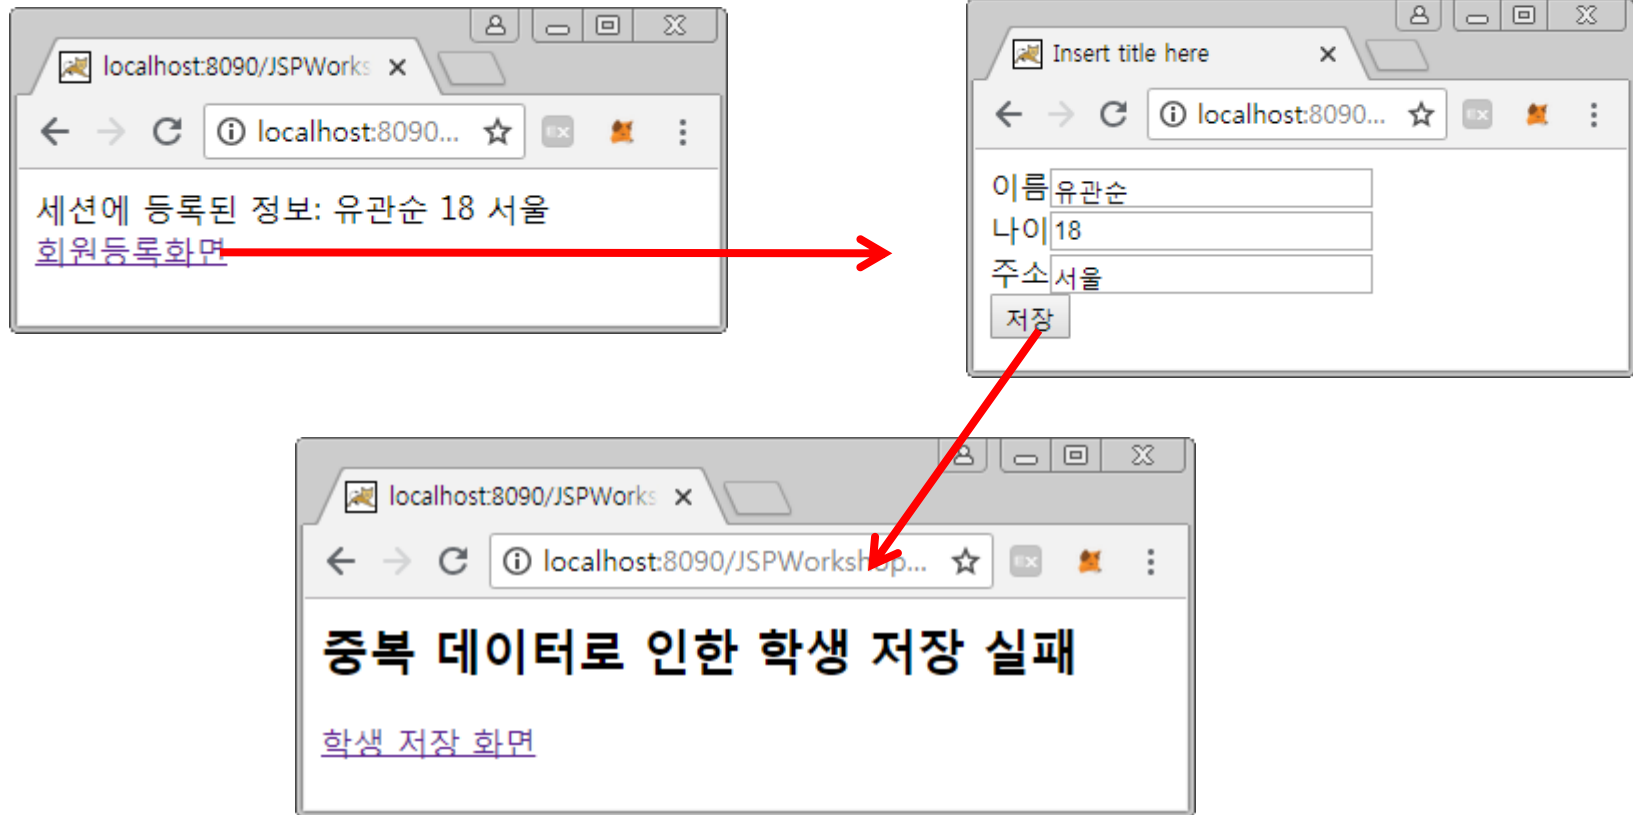 localhost:8090/JSPWorks
localhost:8090...
세션에 등록된 정보: 유관순 18 서울
회원등록화면
Insert title here
localhost:8090...
이름 유관순
나이 18
주소 서울
저장
localhost:8090/JSPWorks
localhost:8090/JSPWorkshop...
중복 데이터로 인한 학생 저장 실패
학생 저장 화면